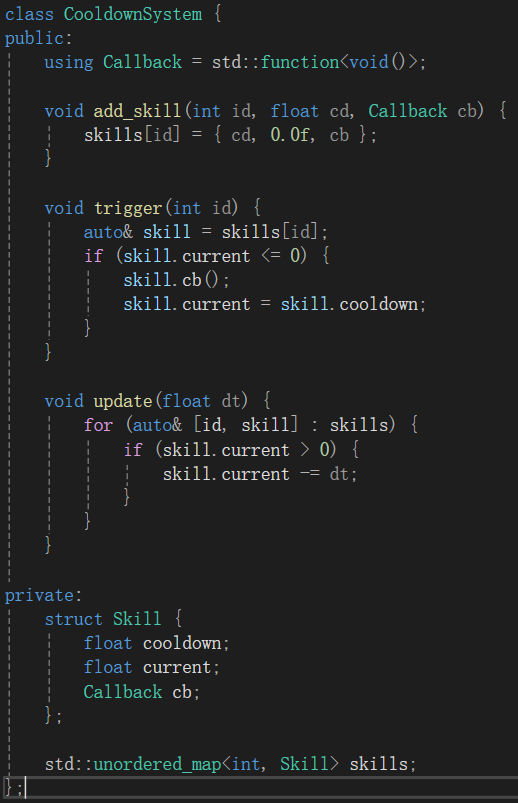 class CooldownSystem {
public:
    using Callback = std::function<void()>;

    void add_skill(int id, float cd, Callback cb) {
        skills[id] = { cd, 0.0f, cb };
    }

    void trigger(int id) {
        auto& skill = skills[id];
        if (skill.current <= 0) {
            skill.cb();
            skill.current = skill.cooldown;
        }
    }

    void update(float dt) {
        for (auto& [id, skill] : skills) {
            if (skill.current > 0) {
                skill.current -= dt;
            }
        }
    }

private:
    struct Skill {
        float cooldown;
        float current;
        Callback cb;
    };

    std::unordered_map<int, Skill> skills;
};